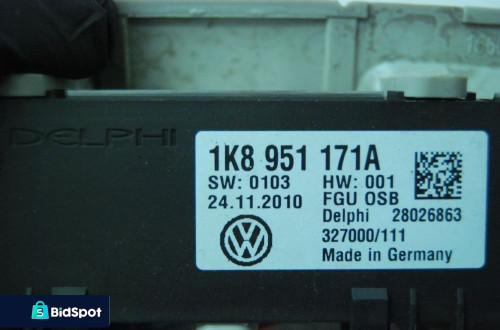 DELPHI
1K8 951 171A
SW: 0103 HW: 001
24.11.2010 FGU OSB
Delphi 28026863
327000/111
Made in Germany
BidSpot